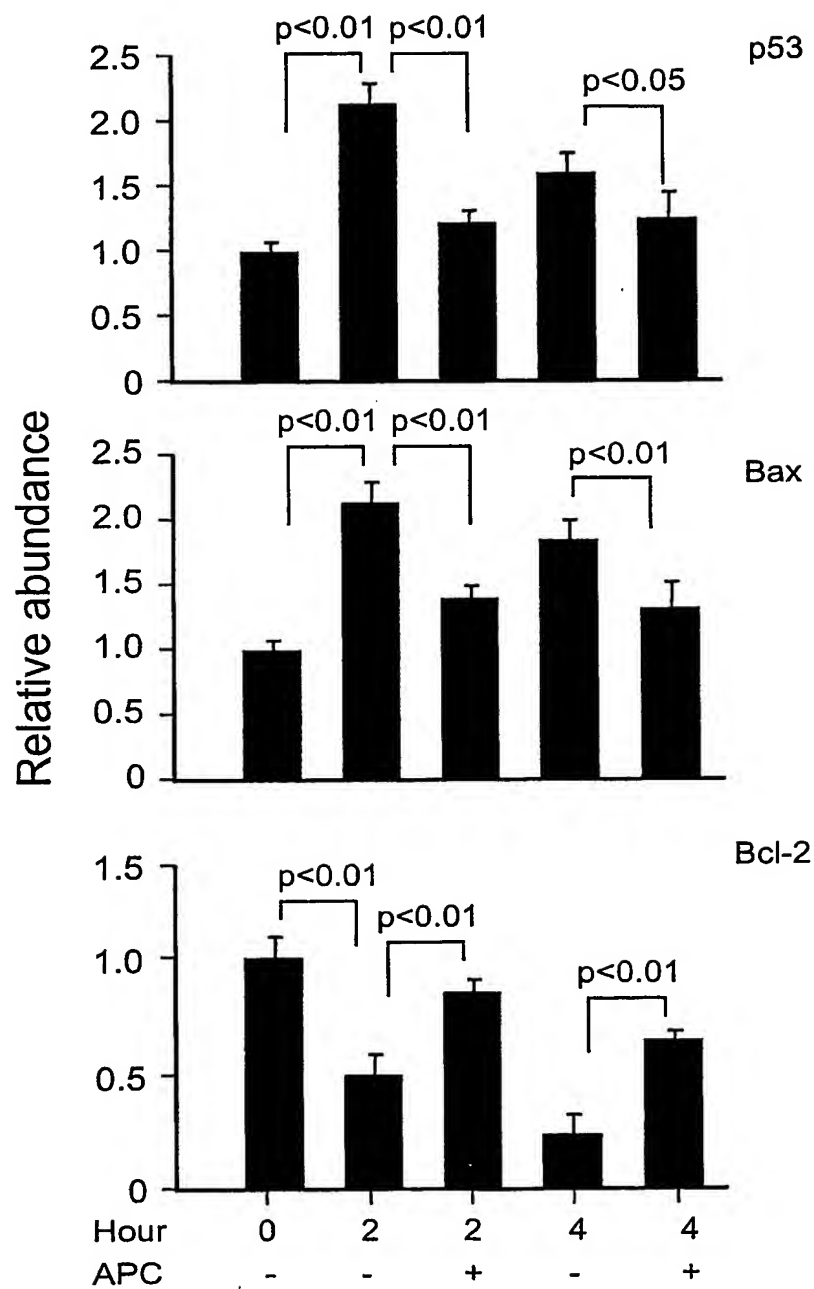 p<0.01 p<0.01
p53
2.5
p<0.05
2.0
1.5
1.0
0.5
0
Relative abundance
p<0.01 p<0.01
2.5
p<0.01
Bax
2.0
1.5
1.0
0.5
0
Bcl-2
1.5
p<0.01
p<0.01
1.0
p<0.01
0.5
0
Hour 0 2 2 4 4
APC - - + - +